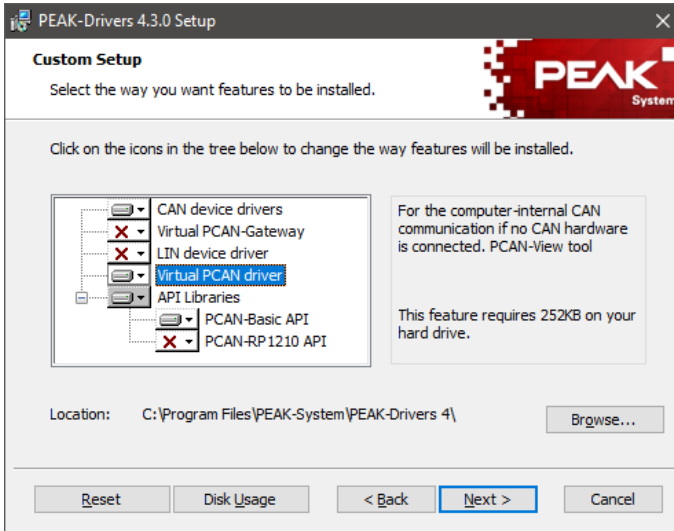 PEAK-Drivers 4.3.0 Setup
Custom Setup
Select the way you want features to be installed.
PEAK
System
Click on the icons in the tree below to change the way features will be installed.
CAN device drivers
Virtual PCAN-Gateway
LIN device driver
Virtual PCAN driver
API Libraries
PCAN-Basic API
PCAN-RP1210 API
For the computer-internal CAN
communication if no CAN hardware
is connected. PCAN-View tool
This feature requires 252KB on your
hard drive.
Location: C:\Program Files\PEAK-System\PEAK-Drivers 4\
Browse...
Reset Disk Usage < Back Next > Cancel